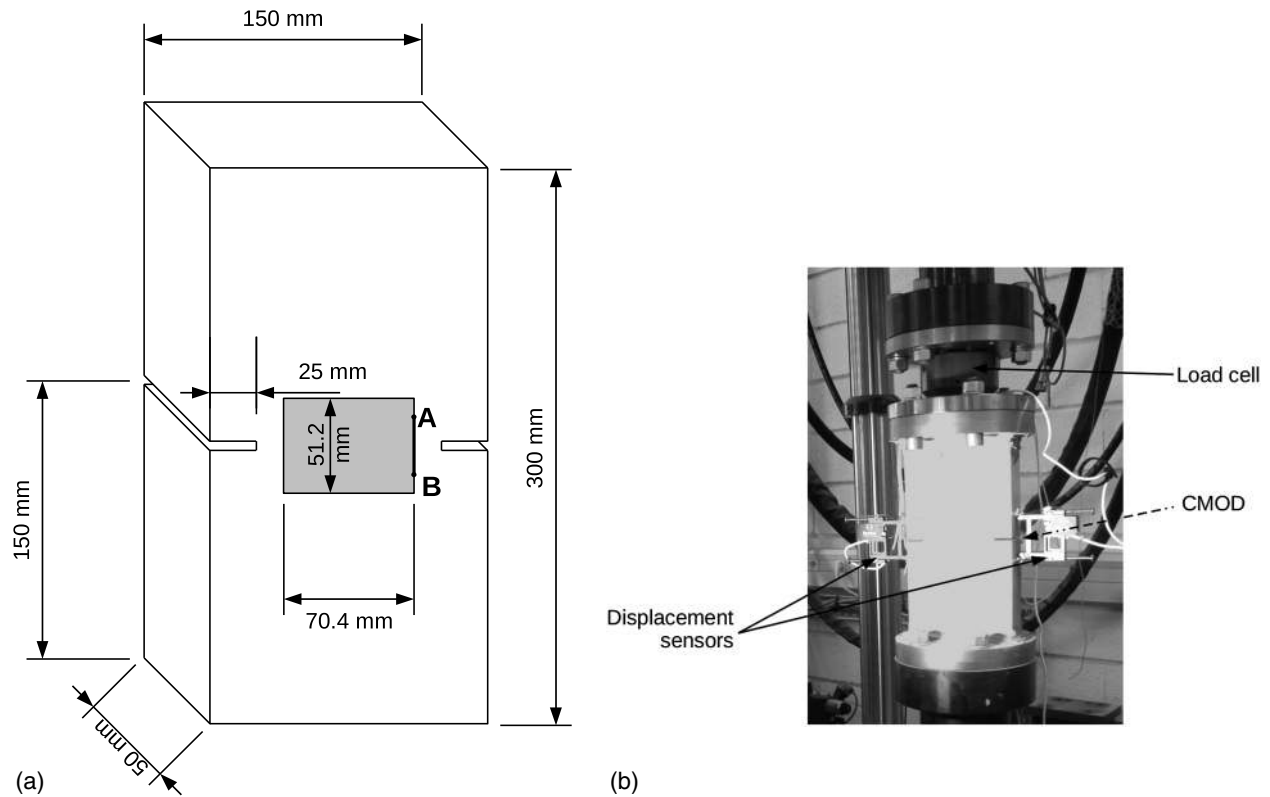 150 mm
25 mm
A
51.2
mm
B
300 mm
150 mm
70.4 mm
50 mm
(a)
Load cell
CMOD
Displacement
sensors
(b)